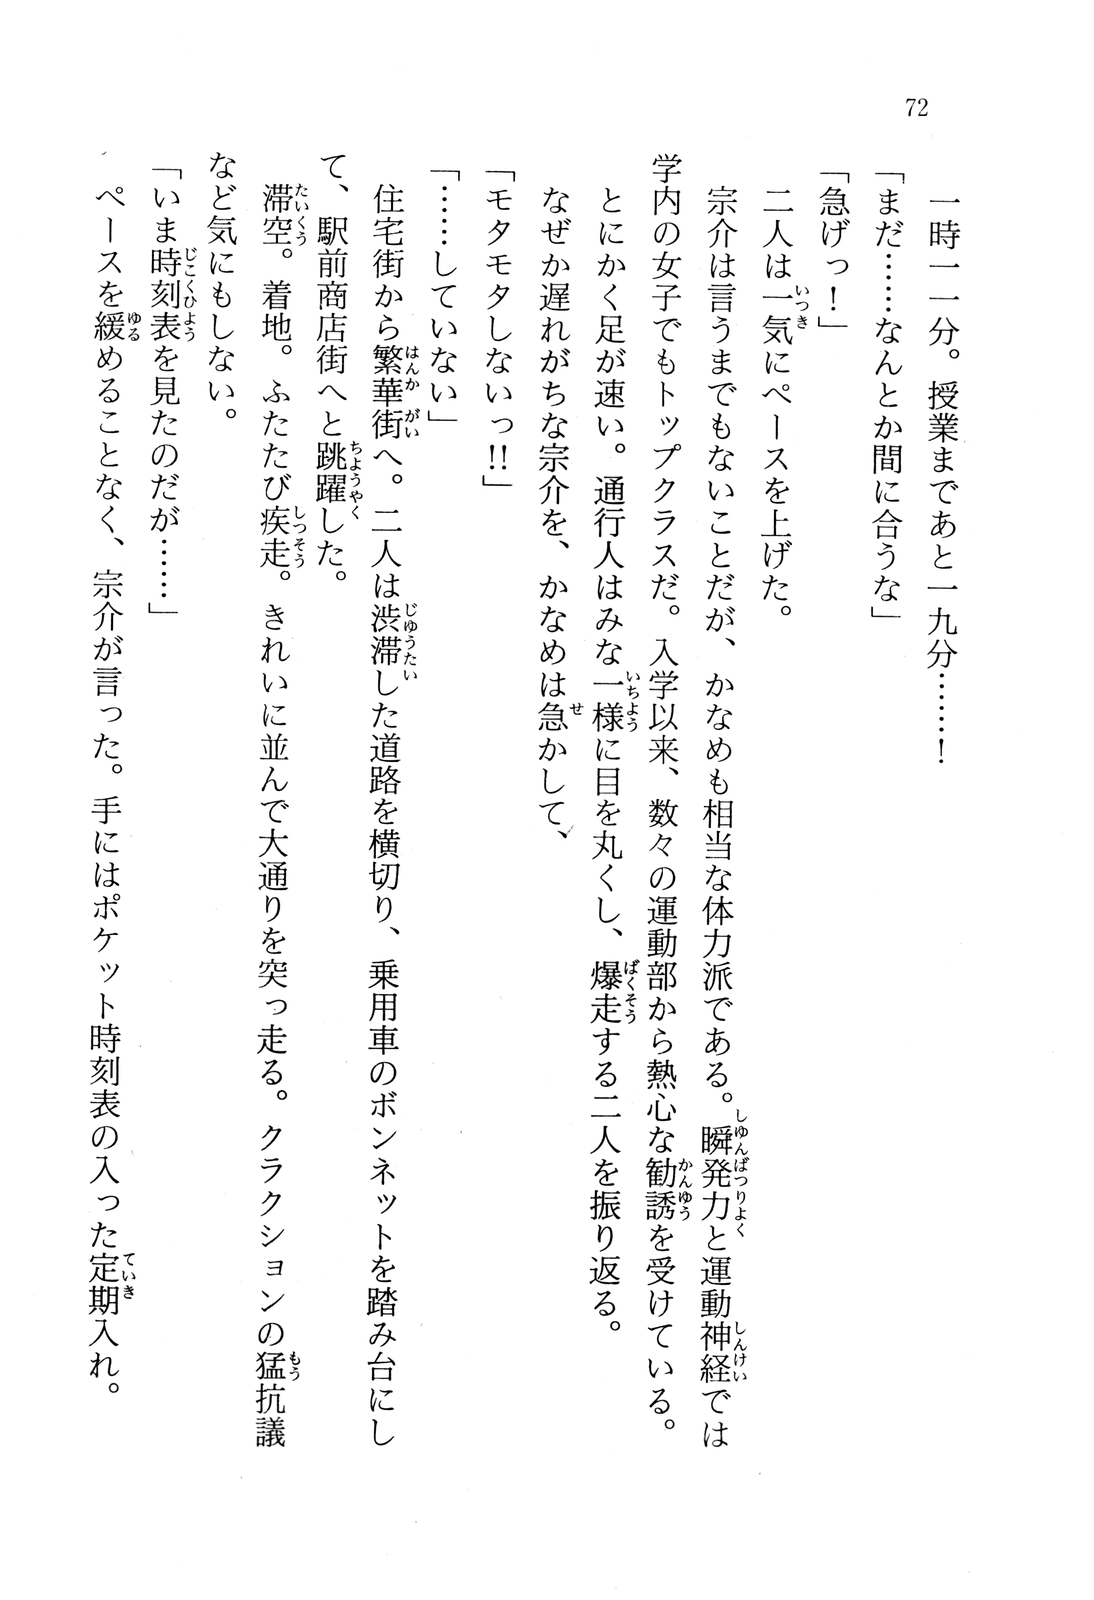 72
一時一一分。授業まであと一九分……！
「まだ……なんとか間に合うな」
「急げっ！」
二人は一気にペースを上げた。
宗介は言うまでもないことだが、かなめも相当な体力派である。瞬発力と運動神経では
学内の女子でもトップクラスだ。入学以来、数々の運動部から熱心な勧誘を受けている。
とにかく足が速い。通行人はみな一様に目を丸くし、爆走する二人を振り返る。
なぜか遅れがちな宗介を、かなめは急かして、
「モタモタしないっ!!」
「……していない」
住宅街から繁華街へ。二人は渋滞した道路を横切り、乗用車のボンネットを踏み台にし
て、駅前商店街へと跳躍した。
滞空。着地。ふたたび疾走。きれいに並んで大通りを突っ走る。クラクションの猛抗議
など気にもしない。
「いま時刻表を見たのだが……」
ペースを緩めることなく、宗介が言った。手にはポケット時刻表の入った定期入れ。